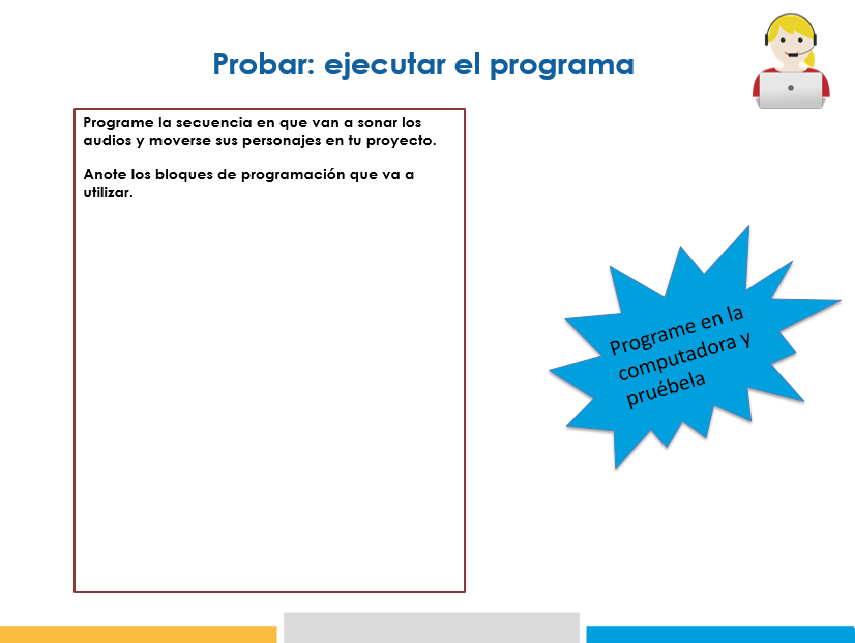 Probar: ejecutar el programa
Programe la secuencia en que van a sonar los
audios y moverse sus personajes en tu proyecto.
Anote los bloques de programación que va a
utilizar.
Programe en la
computadora y
pruébela